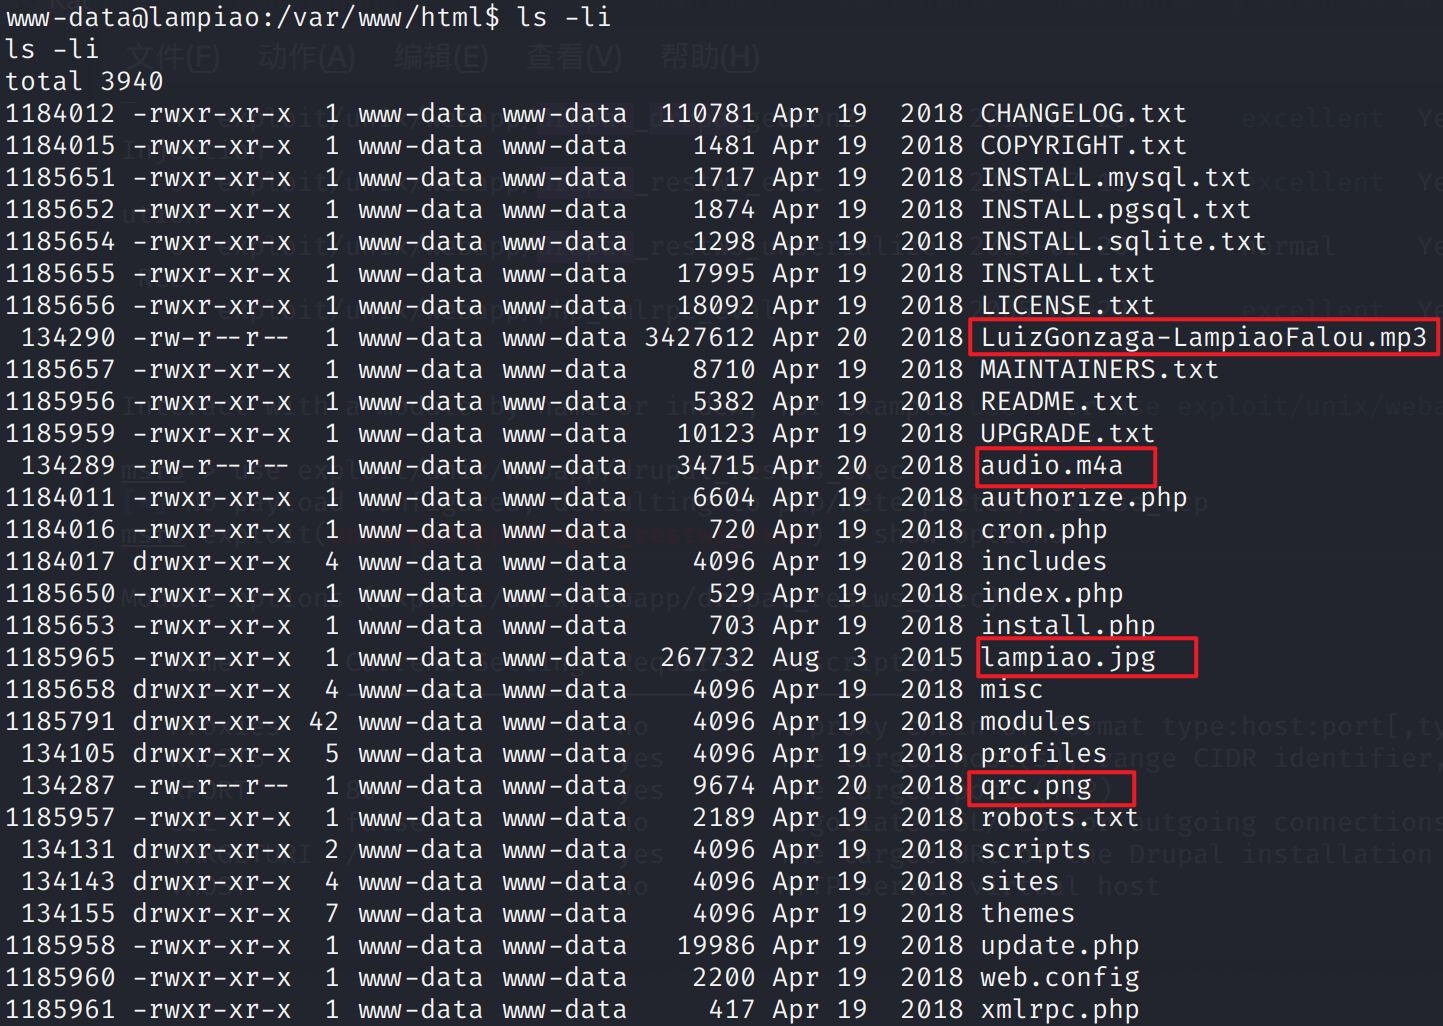 www-data@lampiao:/var/www/html$ ls -li
ls -li
文件(F) 动作(A) 编辑(E) 查看(V) 帮助(H)
total 3940
1184012 -rwxr-xr-x 1 www-data www-data 110781 Apr 19 2018 CHANGELOG.txt
1184015 -rwxr-xr-x 1 www-data www-data 1481 Apr 19 2018 COPYRIGHT.txt
1185651 -rwxr-xr-x 1 www-data www-data 1717 Apr 19 2018 INSTALL.mysql.txt
1185652 -rwxr-xr-x 1 www-data www-data 1874 Apr 19 2018 INSTALL.pgsql.txt
1185654 -rwxr-xr-x 1 www-data www-data 1298 Apr 19 2018 INSTALL.sqlite.txt
1185655 -rwxr-xr-x 1 www-data www-data 17995 Apr 19 2018 INSTALL.txt
1185656 -rwxr-xr-x 1 www-data www-data 18092 Apr 19 2018 LICENSE.txt
134290 -rw-r--r-- 1 www-data www-data 3427612 Apr 20 2018 LuizGonzaga-LampiaoFalou.mp3
1185657 -rwxr-xr-x 1 www-data www-data 8710 Apr 19 2018 MAINTAINERS.txt
1185956 -rwxr-xr-x 1 www-data www-data 5382 Apr 19 2018 README.txt
1185959 -rwxr-xr-x 1 www-data www-data 10123 Apr 19 2018 UPGRADE.txt
134289 -rw-r--r-- 1 www-data www-data 34715 Apr 20 2018 audio.m4a
1184011 -rwxr-xr-x 1 www-data www-data 6604 Apr 19 2018 authorize.php
1184016 -rwxr-xr-x 1 www-data www-data 720 Apr 19 2018 cron.php
1184017 drwxr-xr-x 4 www-data www-data 4096 Apr 19 2018 includes
1185650 -rwxr-xr-x 1 www-data www-data 529 Apr 19 2018 index.php
1185653 -rwxr-xr-x 1 www-data www-data 703 Apr 19 2018 install.php
1185965 -rwxr-xr-x 1 www-data www-data 267732 Aug 3 2015 lampiao.jpg
1185658 drwxr-xr-x 4 www-data www-data 4096 Apr 19 2018 misc
1185791 drwxr-xr-x 42 www-data www-data 4096 Apr 19 2018 modules
134105 drwxr-xr-x 5 www-data www-data 4096 Apr 19 2018 profiles
134287 -rw-r--r-- 1 www-data www-data 9674 Apr 20 2018 qrc.png
1185957 -rwxr-xr-x 1 www-data www-data 2189 Apr 19 2018 robots.txt
134131 drwxr-xr-x 2 www-data www-data 4096 Apr 19 2018 scripts
134143 drwxr-xr-x 4 www-data www-data 4096 Apr 19 2018 sites
134155 drwxr-xr-x 7 www-data www-data 4096 Apr 19 2018 themes
1185958 -rwxr-xr-x 1 www-data www-data 19986 Apr 19 2018 update.php
1185960 -rwxr-xr-x 1 www-data www-data 2200 Apr 19 2018 web.config
1185961 -rwxr-xr-x 1 www-data www-data 417 Apr 19 2018 xmlrpc.php